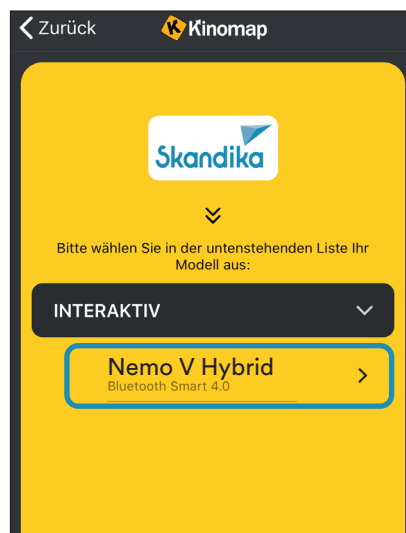 Zurück
Kinomap
Skandika
Bitte wählen Sie in der untenstehenden Liste Ihr
Modell aus:
INTERAKTIV
Nemo V Hybrid
Bluetooth Smart 4.0